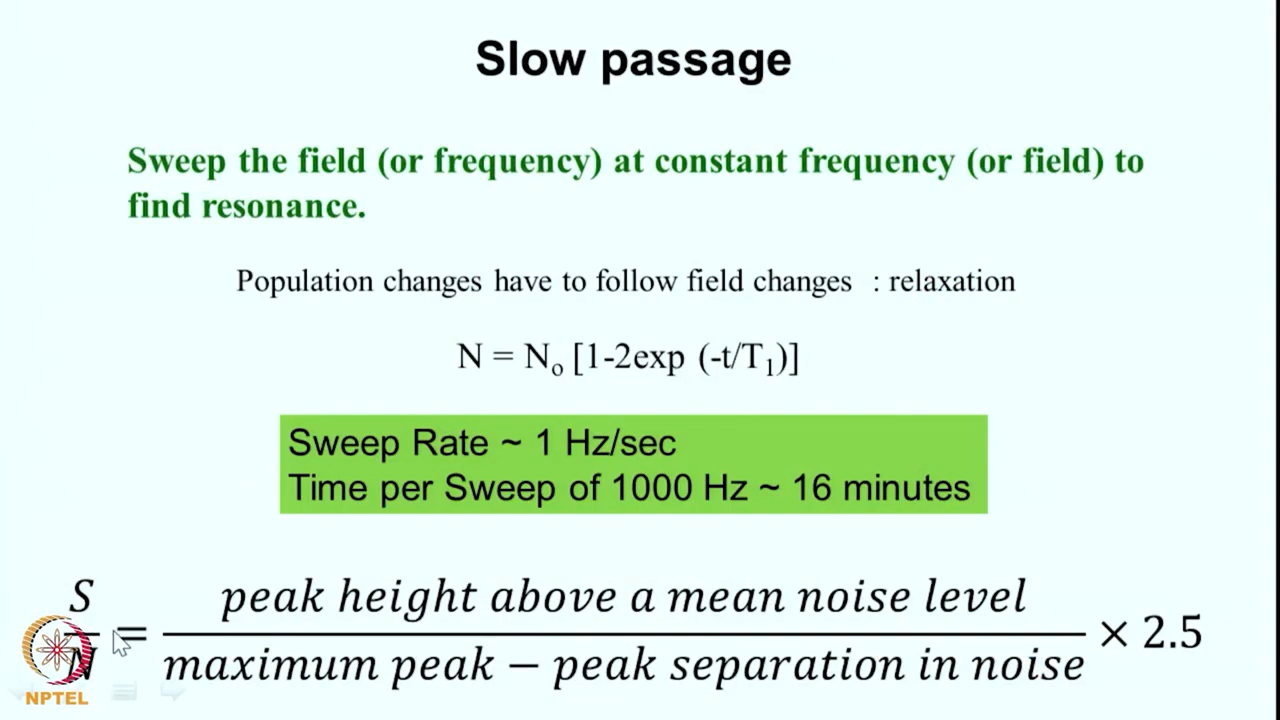 Slow passage
Sweep the field (or frequency) at constant frequency (or field) to
find resonance.
Population changes have to follow field changes : relaxation
N = Nₒ [1-2exp (-t/T₁)]
Sweep Rate ~ 1 Hz/sec
Time per Sweep of 1000 Hz ~ 16 minutes
S/N = peak height above a mean noise level / maximum peak − peak separation in noise × 2.5
NPTEL